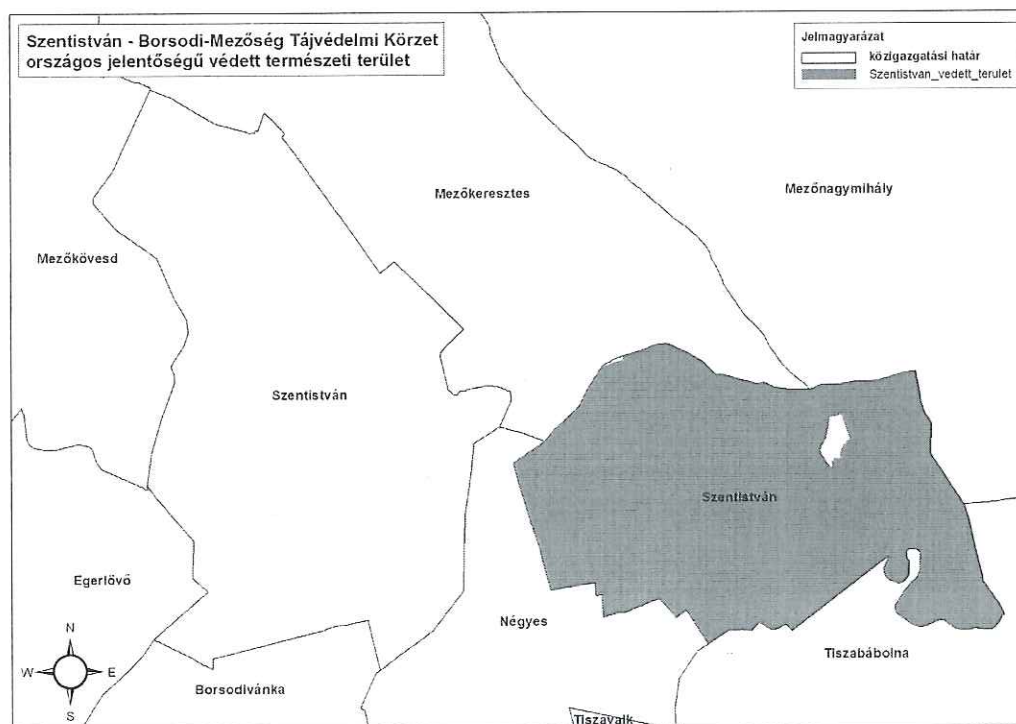 Szentistván - Borsodi-Mezőség Tájvédelmi Körzet
országos jelentőségű védett természeti terület
Jelmagyarázat
közigazgatási határ
Szentistvan_vedett_terulet
Mezőkeresztes
Mezőnagymihály
Mezőkövesd
Szentistván
Szentistván
Egerlövő
Négyes
Tiszabábolna
Borsodivánka
Tiszavalk
N
W
E
S